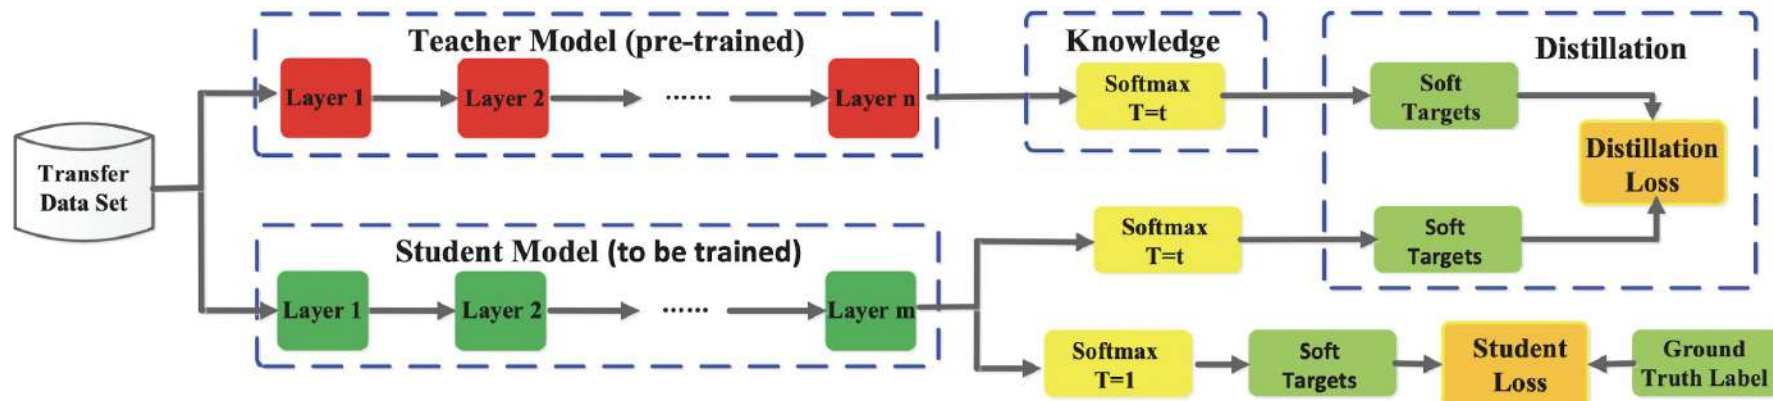 Teacher Model (pre-trained)
Layer 1
Layer 2
......
Layer n
Knowledge
Softmax
T=t
Distillation
Soft
Targets
Distillation
Loss
Transfer
Data Set
Student Model (to be trained)
Layer 1
Layer 2
......
Layer m
Softmax
T=t
Soft
Targets
Softmax
T=1
Soft
Targets
Student
Loss
Ground
Truth Label